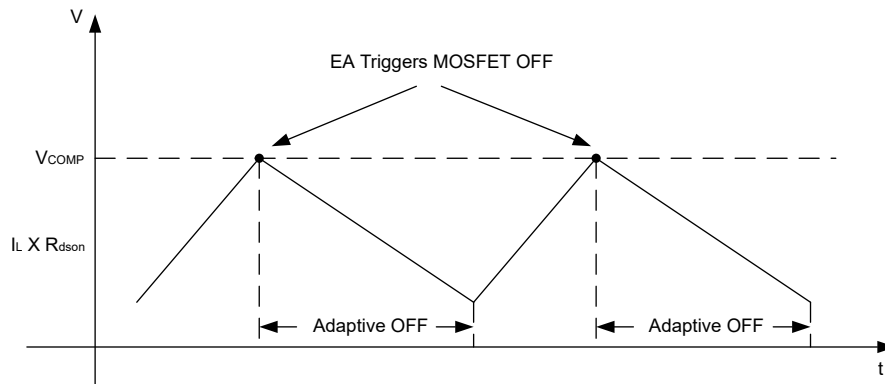 V
EA Triggers MOSFET OFF
VCOMP
IL X Rdson
Adaptive OFF
Adaptive OFF
t